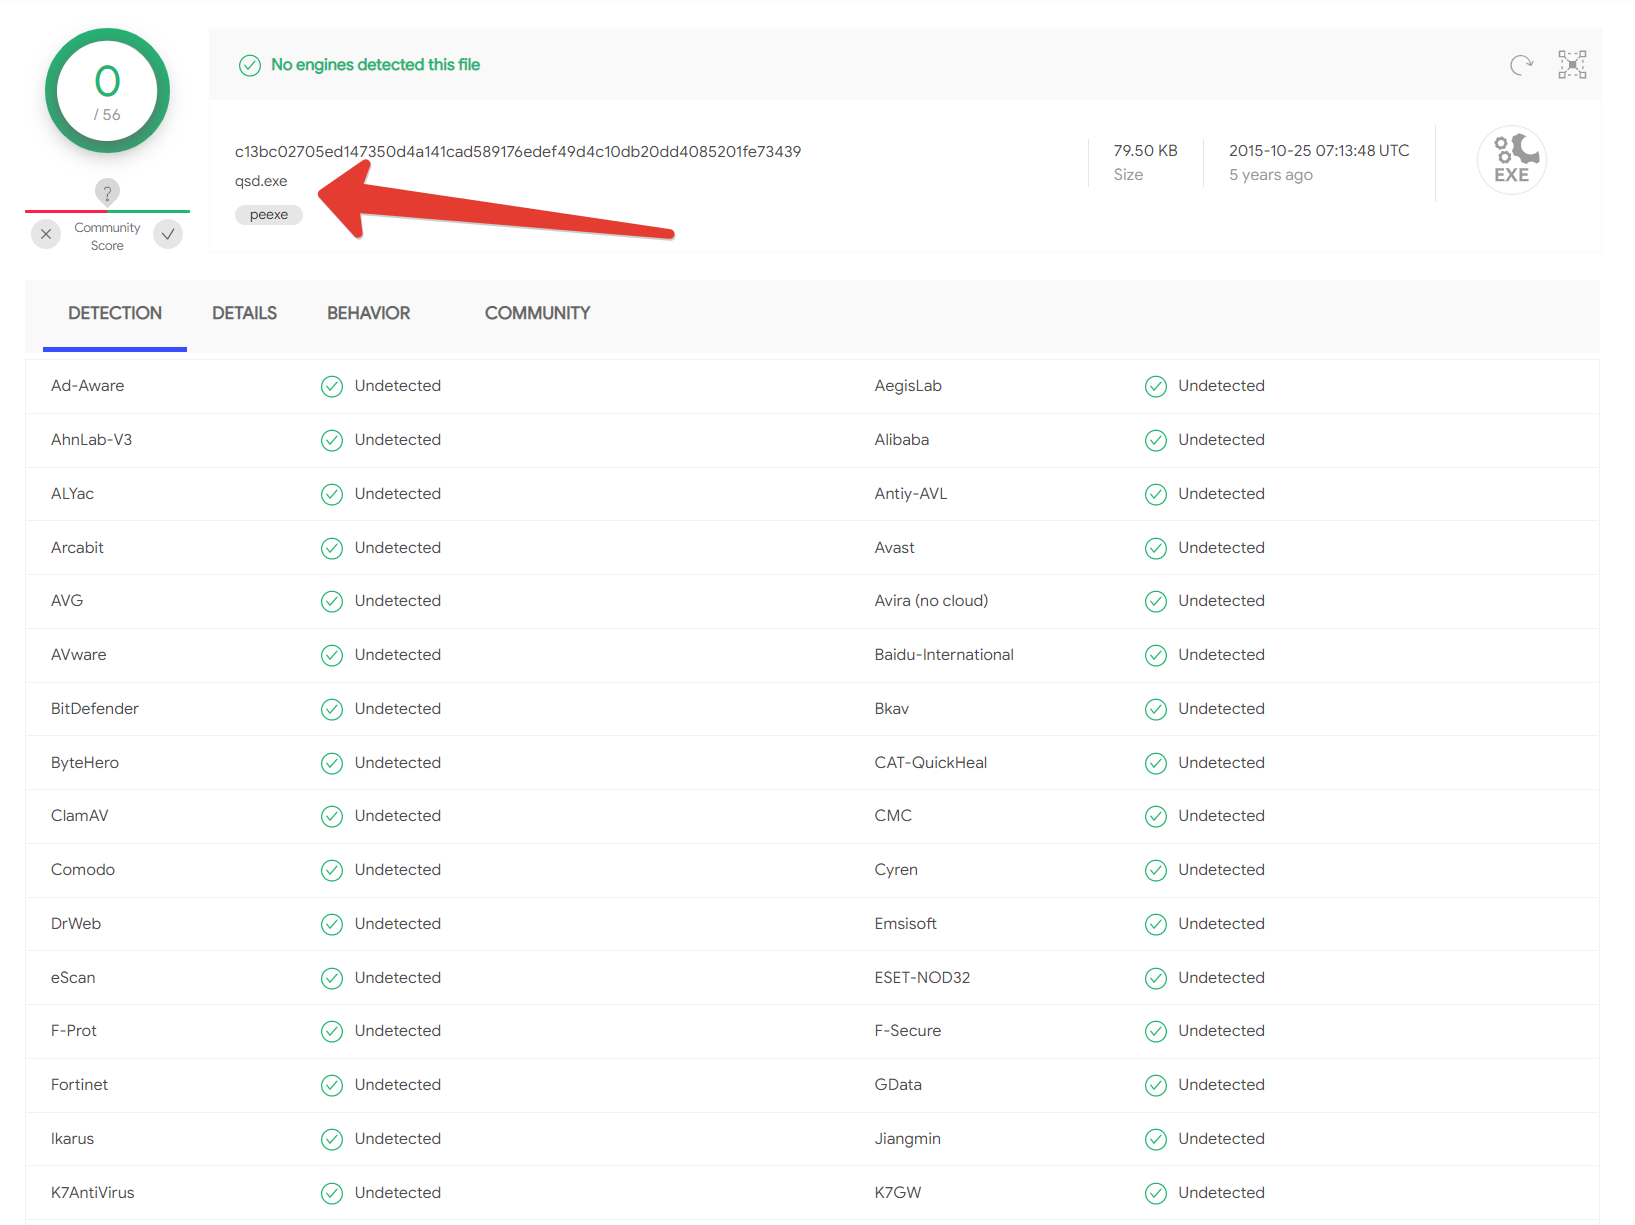 0
/ 56
?
Community
Score
No engines detected this file
c13bc02705ed147350d4a141cad589176edef49d4c10db20dd4085201fe73439
qsd.exe
peexe
79.50 KB
Size
2015-10-25 07:13:48 UTC
5 years ago
EXE
DETECTION DETAILS BEHAVIOR COMMUNITY
Ad-Aware Undetected AegisLab Undetected
AhnLab-V3 Undetected Alibaba Undetected
ALYac Undetected Antiy-AVL Undetected
Arcabit Undetected Avast Undetected
AVG Undetected Avira (no cloud) Undetected
AVware Undetected Baidu-International Undetected
BitDefender Undetected Bkav Undetected
ByteHero Undetected CAT-QuickHeal Undetected
ClamAV Undetected CMC Undetected
Comodo Undetected Cyren Undetected
DrWeb Undetected Emsisoft Undetected
eScan Undetected ESET-NOD32 Undetected
F-Prot Undetected F-Secure Undetected
Fortinet Undetected GData Undetected
Ikarus Undetected Jiangmin Undetected
K7AntiVirus Undetected K7GW Undetected